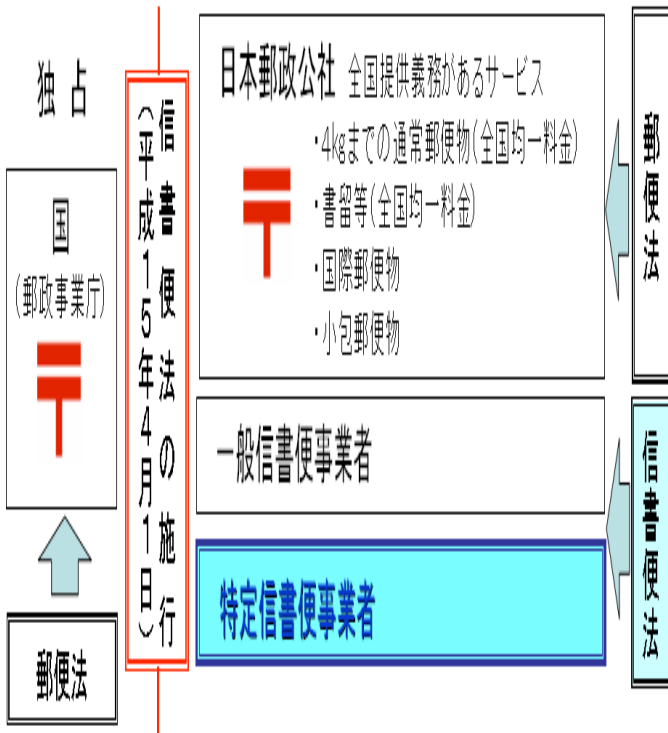 独占
国
(郵政事業庁)
郵便法
信書便法の施行
(平成15年4月1日)
日本郵政公社 全国提供義務があるサービス
・4kgまでの通常郵便物(全国均一料金)
・書留等(全国均一料金)
・国際郵便物
・小包郵便物
一般信書便事業者
特定信書便事業者
郵便法
信書便法